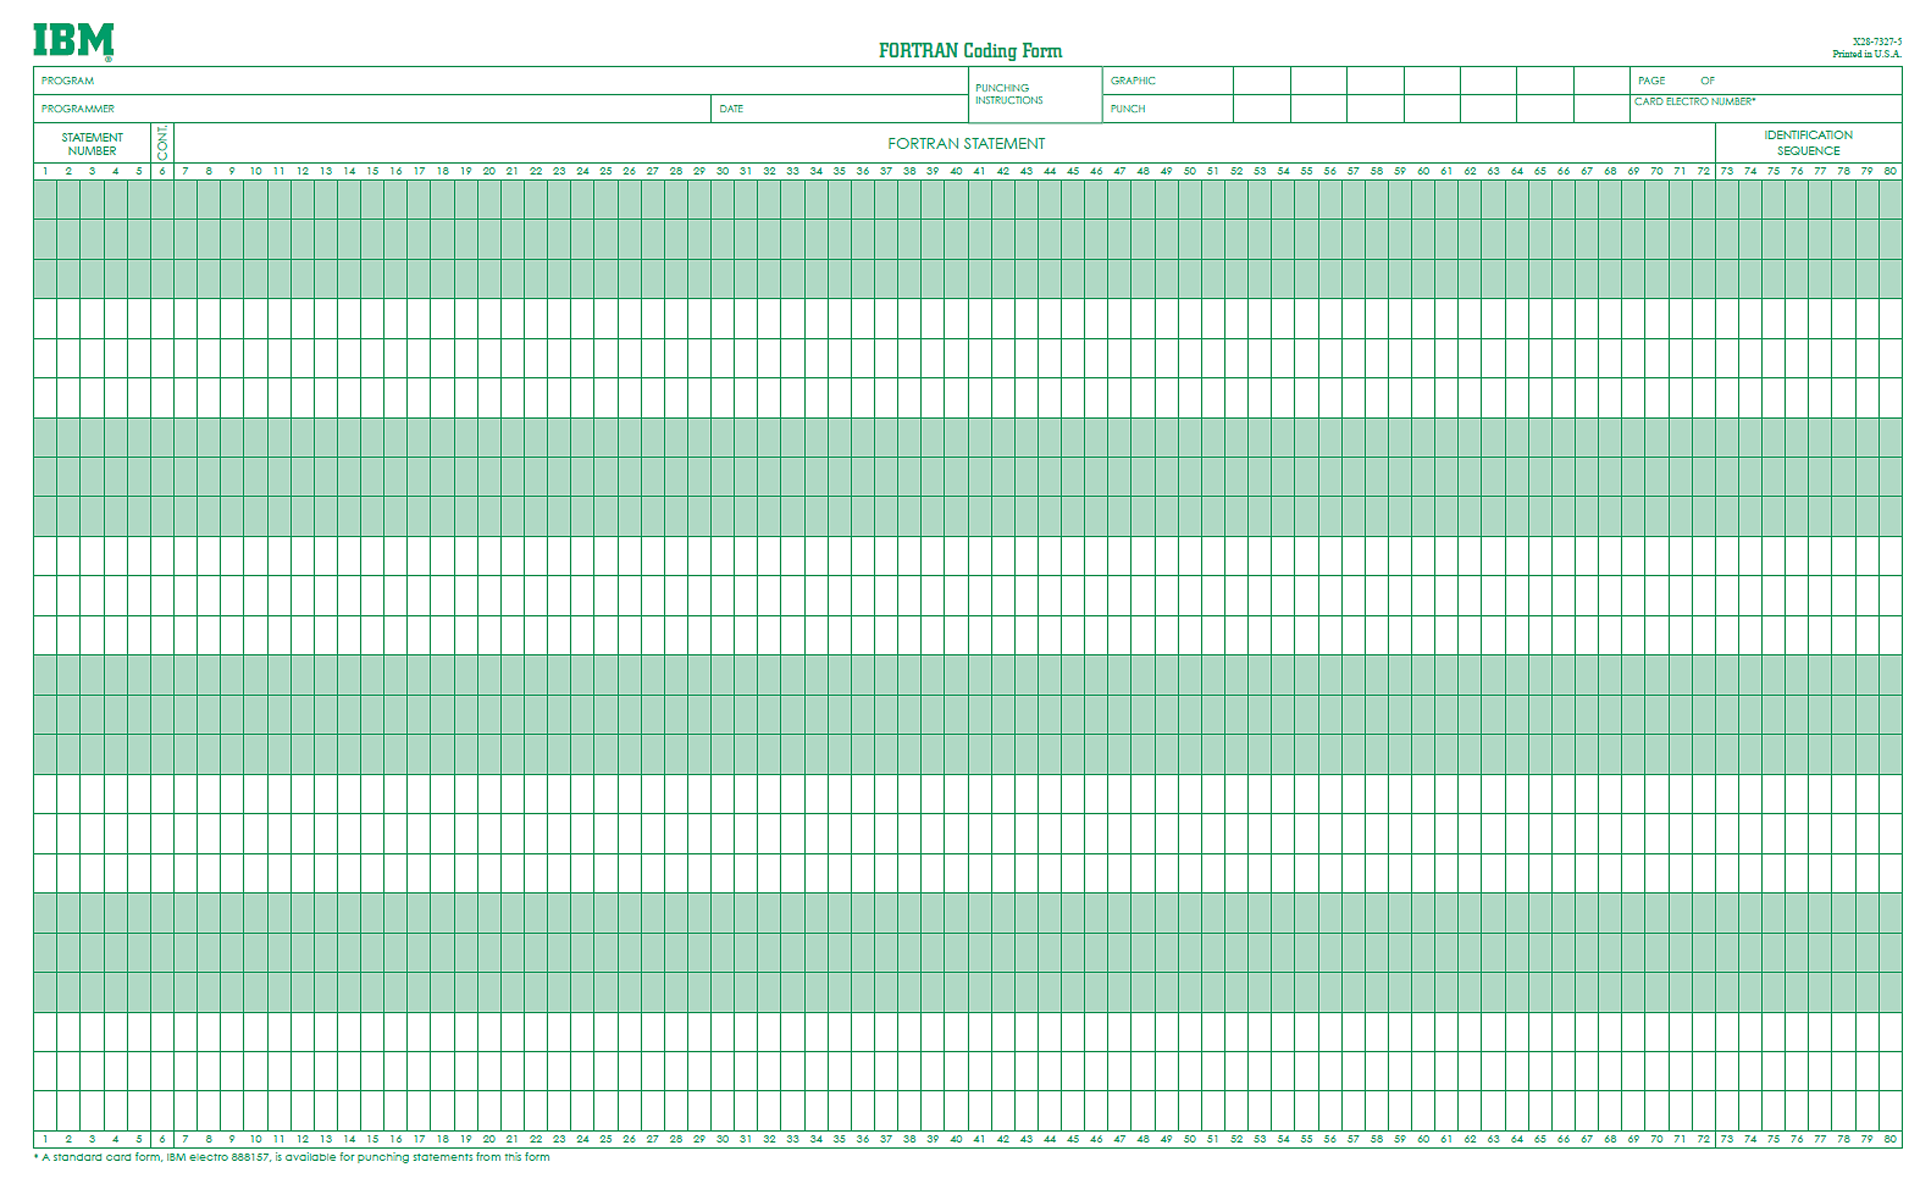 IBM®
FORTRAN Coding Form
X28-7327-5
Printed in U.S.A.
PROGRAM
PUNCHING INSTRUCTIONS
GRAPHIC
PAGE OF
PROGRAMMER
DATE
PUNCH
CARD ELECTRO NUMBER*
STATEMENT
NUMBER
CONT.
FORTRAN STATEMENT
IDENTIFICATION
SEQUENCE
1 2 3 4 5 6 7 8 9 10 11 12 13 14 15 16 17 18 19 20 21 22 23 24 25 26 27 28 29 30 31 32 33 34 35 36 37 38 39 40 41 42 43 44 45 46 47 48 49 50 51 52 53 54 55 56 57 58 59 60 61 62 63 64 65 66 67 68 69 70 71 72 73 74 75 76 77 78 79 80
1 2 3 4 5 6 7 8 9 10 11 12 13 14 15 16 17 18 19 20 21 22 23 24 25 26 27 28 29 30 31 32 33 34 35 36 37 38 39 40 41 42 43 44 45 46 47 48 49 50 51 52 53 54 55 56 57 58 59 60 61 62 63 64 65 66 67 68 69 70 71 72 73 74 75 76 77 78 79 80
* A standard card form, IBM electro 888157, is available for punching statements from this form